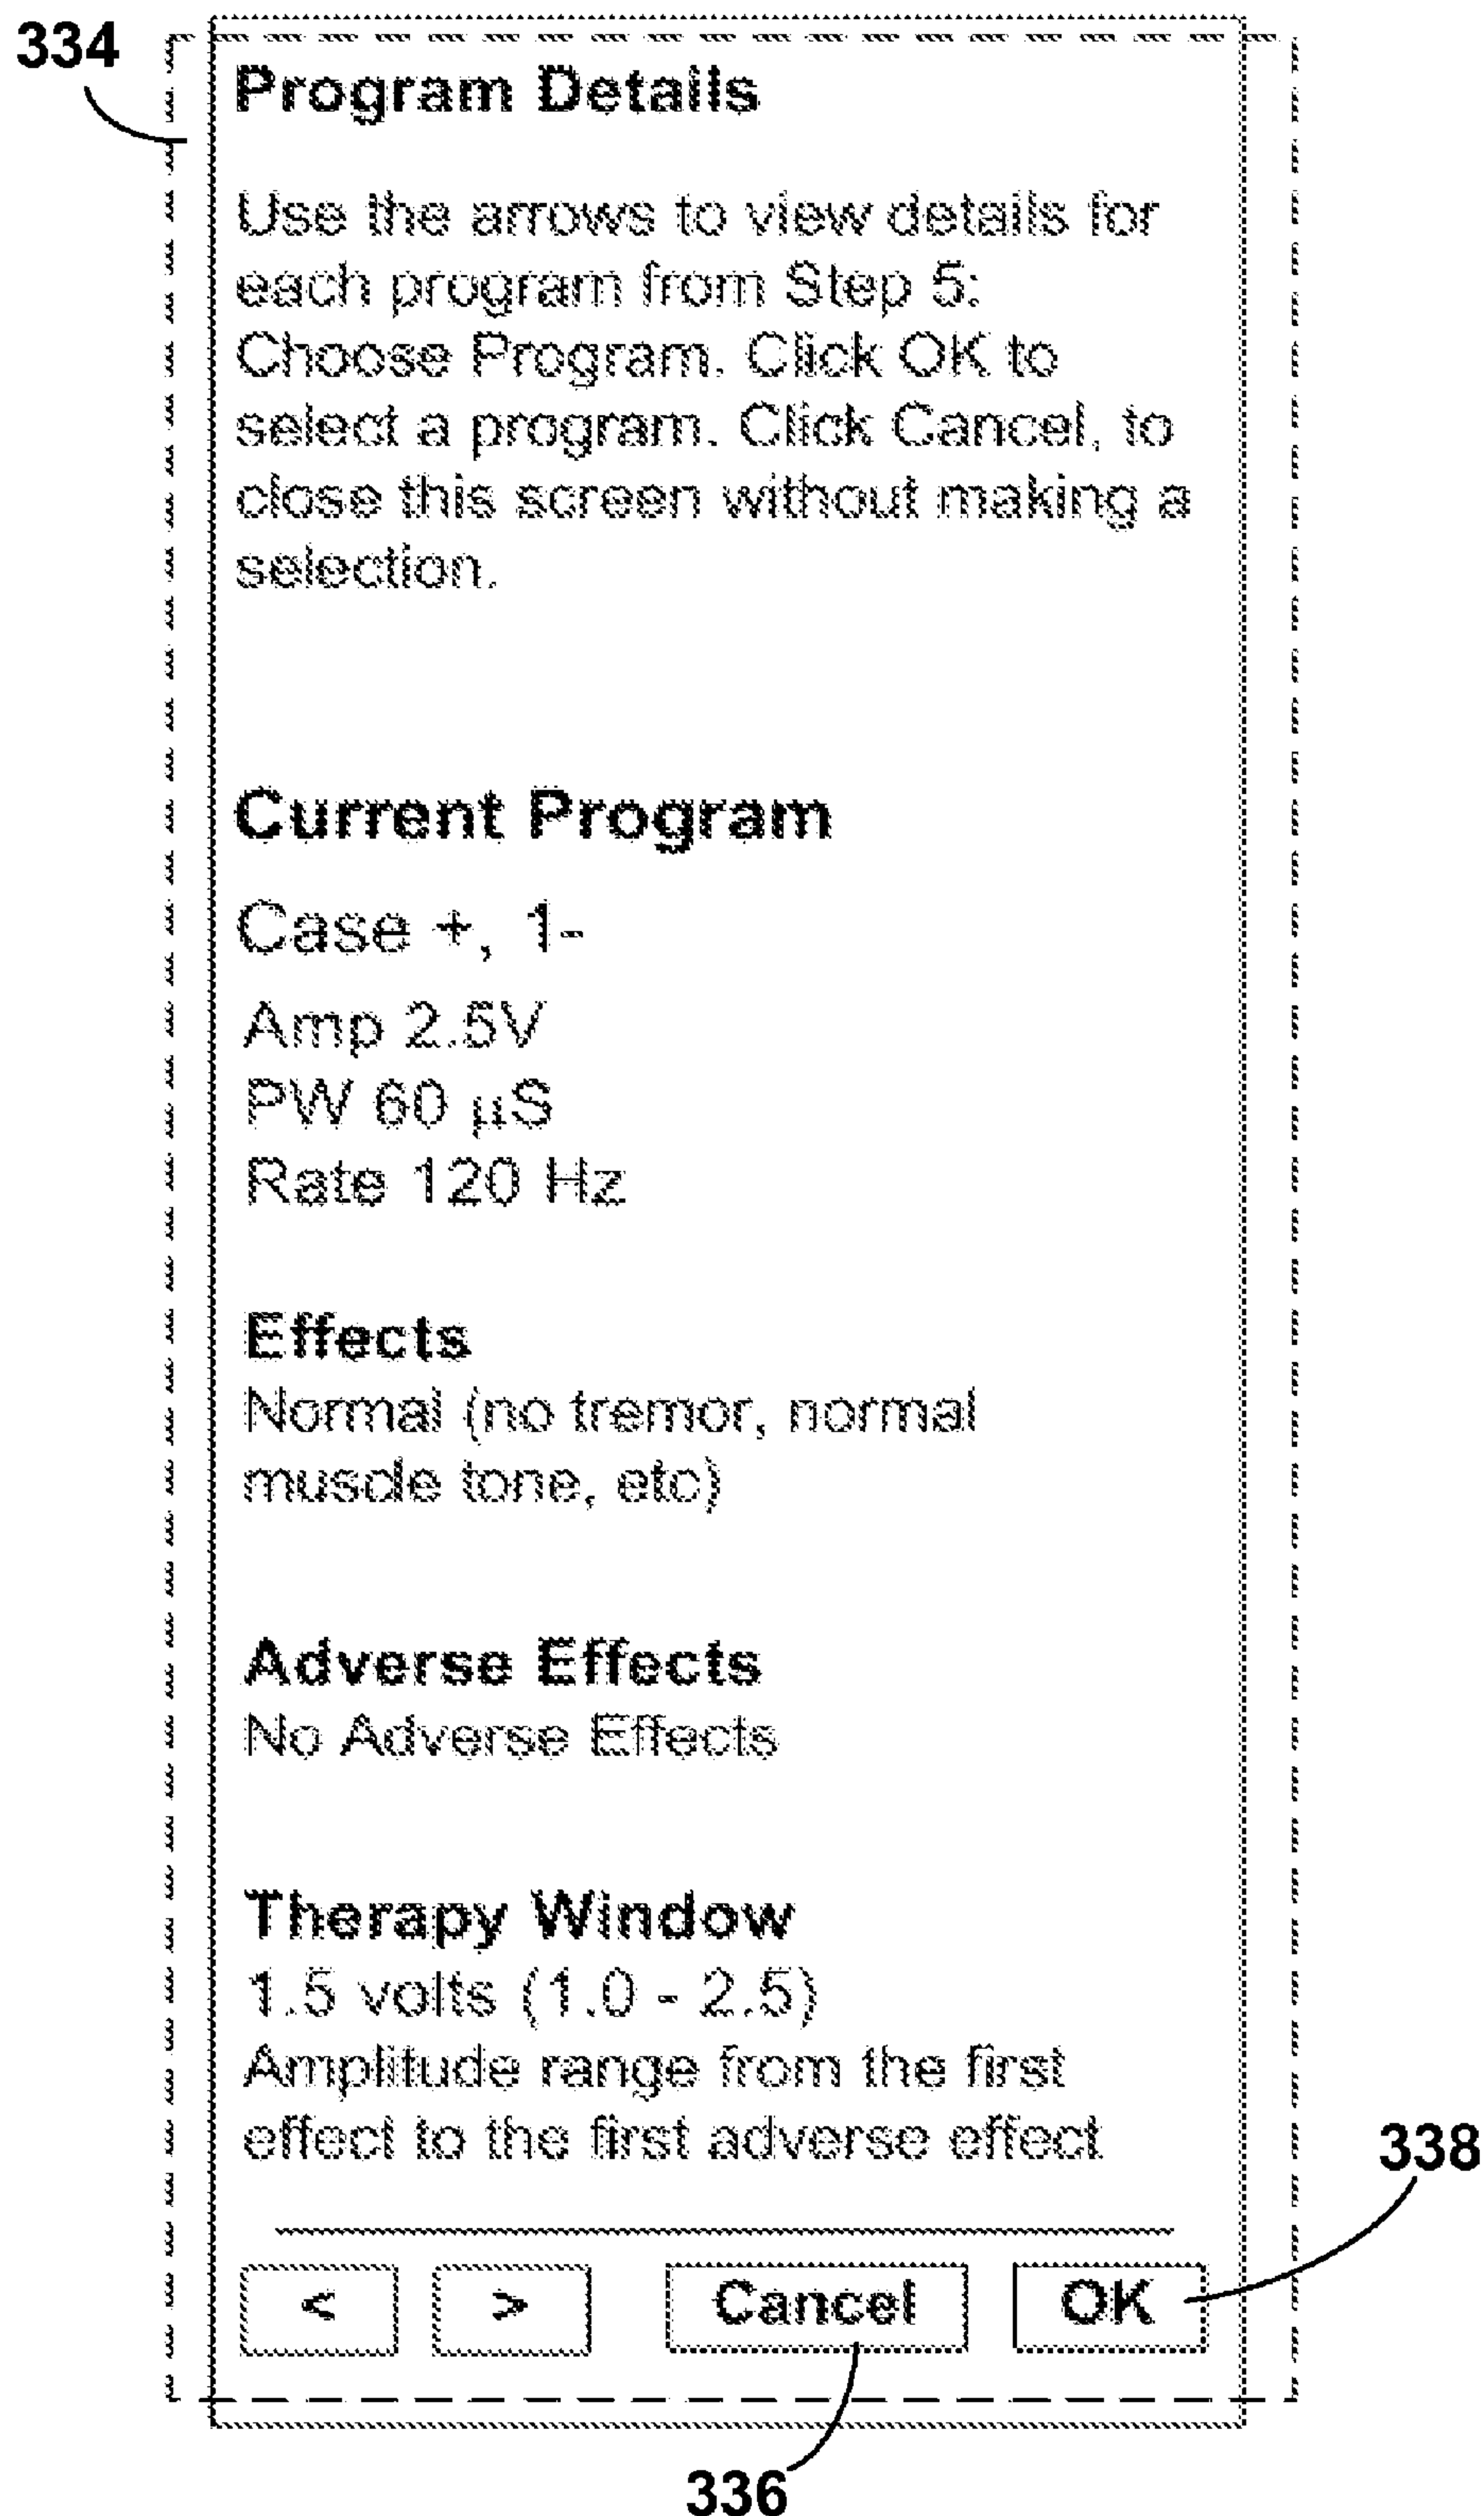 334
Program Details
Use the arrows to view details for
each program from Step 5:
Choose Program. Click OK to
select a program. Click Cancel, to
close this screen without making a
selection.
Current Program
Case +, 1-
Amp 2.5V
PW 60 µS
Rate 120 Hz
Effects
Normal (no tremor, normal
muscle tone, etc)
Adverse Effects
No Adverse Effects
Therapy Window
1.5 volts (1.0 - 2.5)
Amplitude range from the first
effect to the first adverse effect
338
< > Cancel OK
336